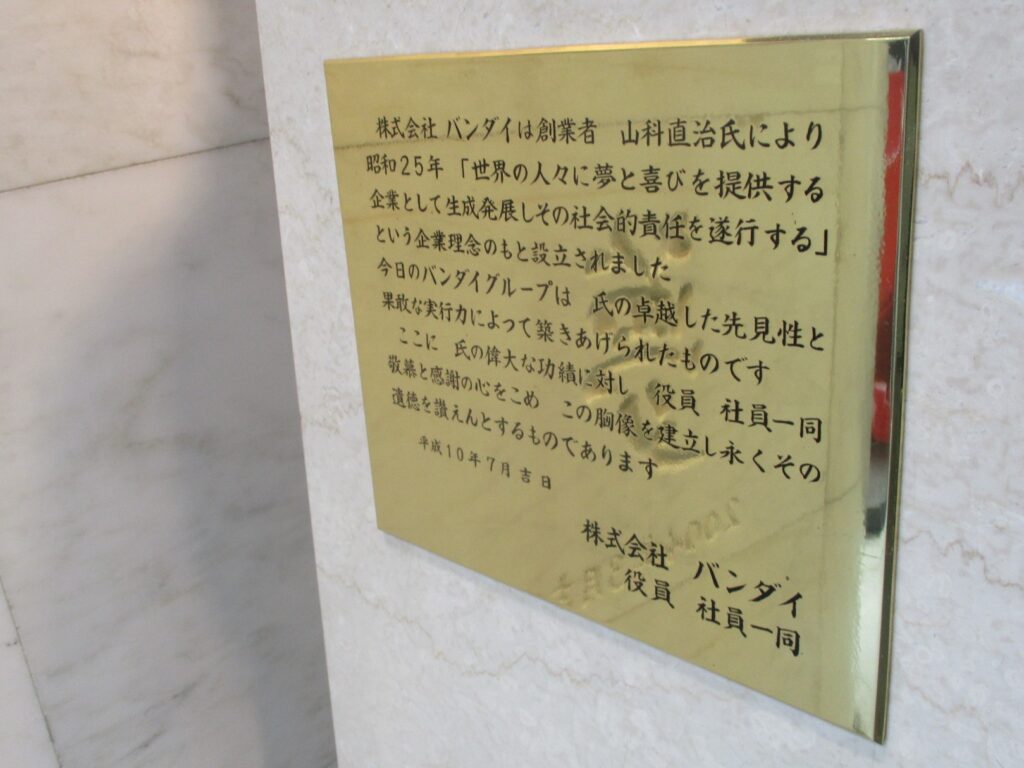 株式会社 バンダイは創業者 山科直治氏により
昭和25年「世界の人々に夢と喜びを提供する
企業として生成発展しその社会的責任を遂行する」
という企業理念のもと設立されました
今日のバンダイグループは 氏の卓越した先見性と
果敢な実行力によって築きあげられたものです
ここに 氏の偉大な功績に対し 役員 社員一同
敬慕と感謝の心をこめ この胸像を建立し永くその
遺徳を讃えんとするものであります
平成10年7月吉日
株式会社 バンダイ
役員 社員一同